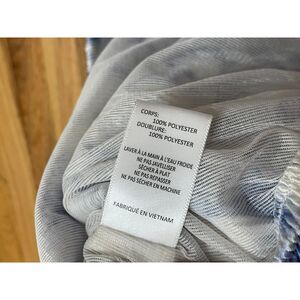 CORPS:
100% POLYESTER
DOUBLURE:
100% POLYESTER
LAVER À LA MAIN À L'EAU FROIDE
NE PAS JAVELLISER
SÉCHER À PLAT
NE PAS REPASSER
NE PAS SÉCHER EN MACHINE
FABRIQUÉ EN VIETNAM